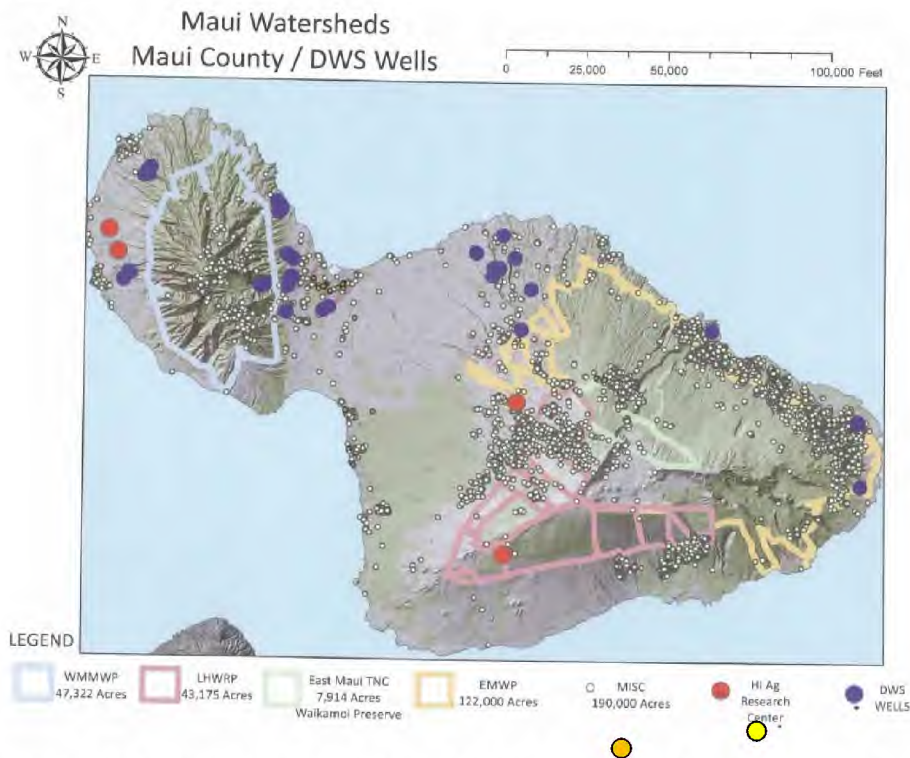 Maui Watersheds
Maui County / DWS Wells
N
W E
S
0 25,000 50,000 100,000 Feet
LEGEND
WMMWP
47,322 Acres
LHWRP
43,175 Acres
East Maui TNC
7,914 Acres
Waikamoi Preserve
EMWP
122,000 Acres
MISC
190,000 Acres
HI Ag
Research
Center
DWS
WELLS